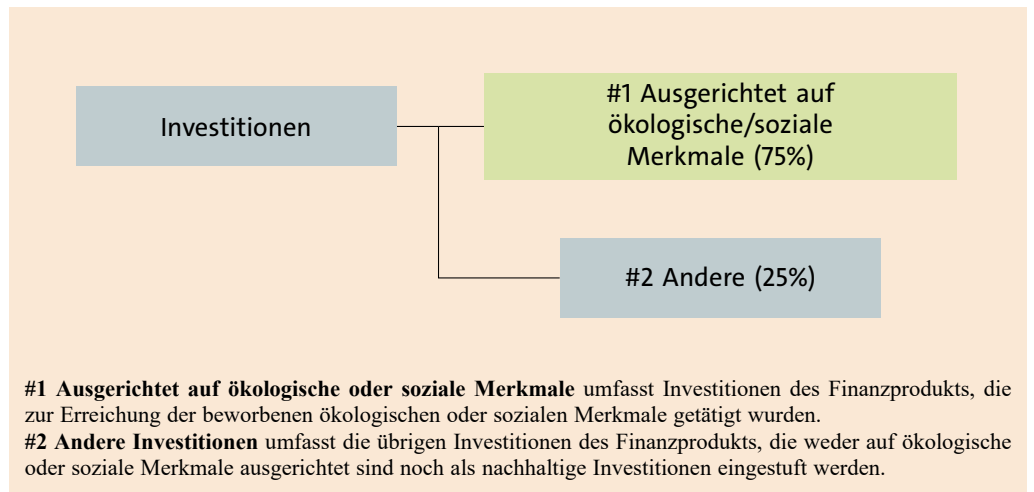 Investitionen
#1 Ausgerichtet auf
ökologische/soziale
Merkmale (75%)
#2 Andere (25%)
#1 Ausgerichtet auf ökologische oder soziale Merkmale umfasst Investitionen des Finanzprodukts, die
zur Erreichung der beworbenen ökologischen oder sozialen Merkmale getätigt wurden.
#2 Andere Investitionen umfasst die übrigen Investitionen des Finanzprodukts, die weder auf ökologische
oder soziale Merkmale ausgerichtet sind noch als nachhaltige Investitionen eingestuft werden.